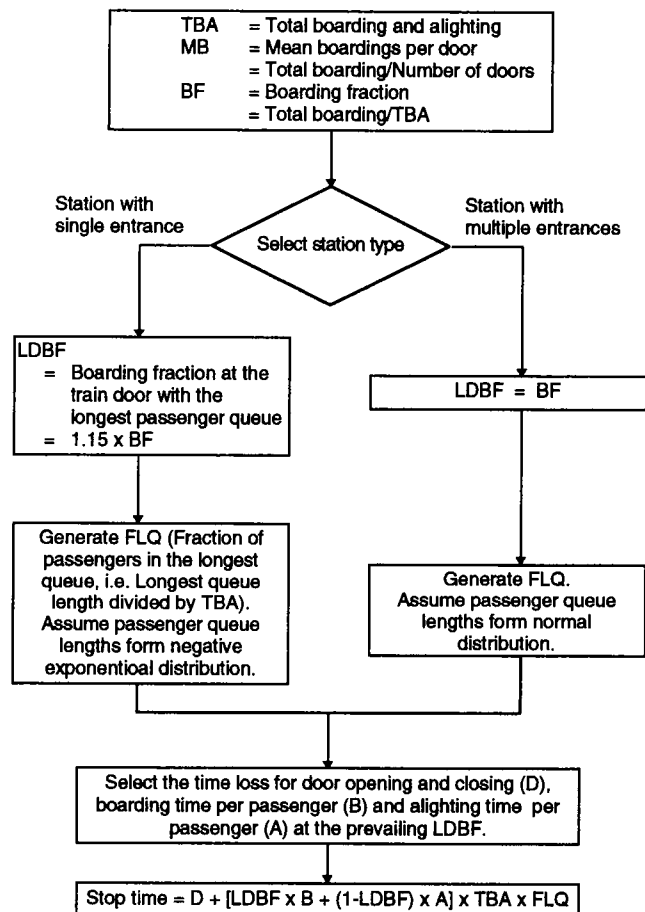 TBA = Total boarding and alighting
MB = Mean boardings per door
= Total boarding/Number of doors
BF = Boarding fraction
= Total boarding/TBA
Select station type
Station with
single entrance
Station with
multiple entrances
LDBF
= Boarding fraction at the
train door with the
longest passenger queue
= 1.15 x BF
LDBF = BF
Generate FLQ (Fraction of
passengers in the longest
queue, i.e. Longest queue
length divided by TBA).
Assume passenger queue
lengths form negative
exponentioal distribution.
Generate FLQ.
Assume passenger queue
lengths form normal
distribution.
Select the time loss for door opening and closing (D),
boarding time per passenger (B) and alighting time per
passenger (A) at the prevailing LDBF.
Stop time = D + [LDBF x B + (1-LDBF) x A] x TBA x FLQ